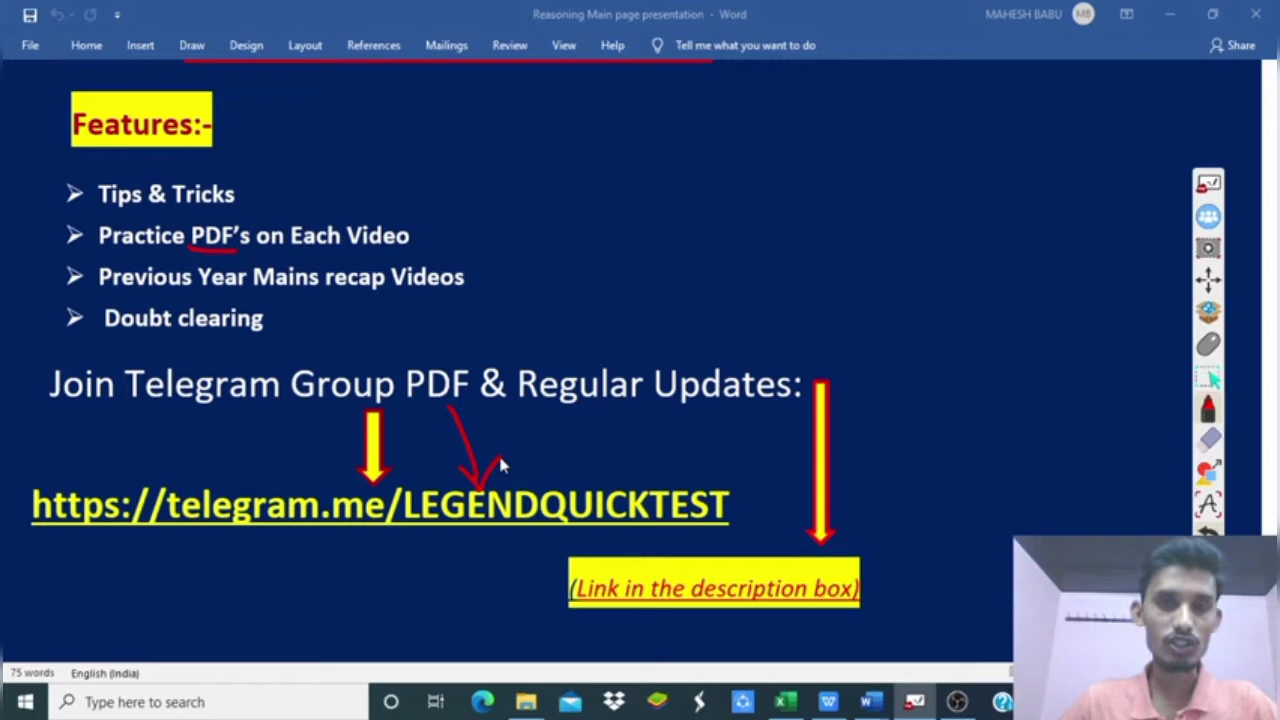 Reasoning Main page presentation - Word
MAHESH BABU
MB
File Home Insert Draw Design Layout References Mailings Review View Help Tell me what you want to do Share
Features:-
Tips & Tricks
Practice PDF's on Each Video
Previous Year Mains recap Videos
Doubt clearing
Join Telegram Group PDF & Regular Updates:
https://telegram.me/LEGENDQUICKTEST
(Link in the description box)
75 words English (India)
Type here to search